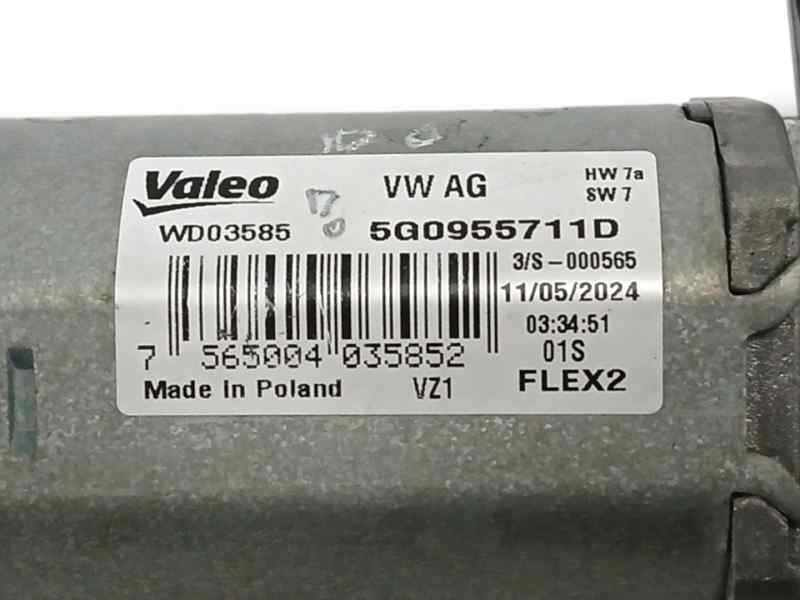 Valeo VW AG HW 7a
SW 7
WD03585 5G0955711D
3/S-000565
11/05/2024
03:34:51
7 565004 035852 01S
Made In Poland VZ1 FLEX2